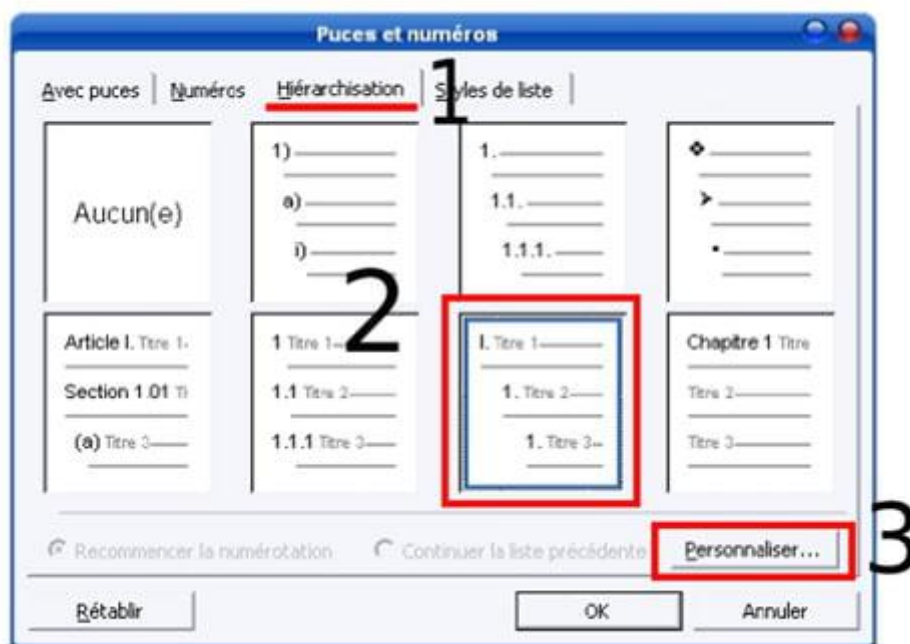 Puces et numéros
Avec puces Numéros Hiérarchisation Styles de liste
1
Aucun(e)
1)
a)
i)
1.
1.1.
1.1.1.
2
Article I. Titre 1
Section 1.01 Ti
(a) Titre 3
1 Titre 1
1.1 Titre 2
1.1.1 Titre 3
I. Titre 1
1. Titre 2
1. Titre 3
Chapitre 1 Titre
Titre 2
Titre 3
Recommencer la numérotation Continuer la liste précédente Personnaliser...
3
Rétablir OK Annuler